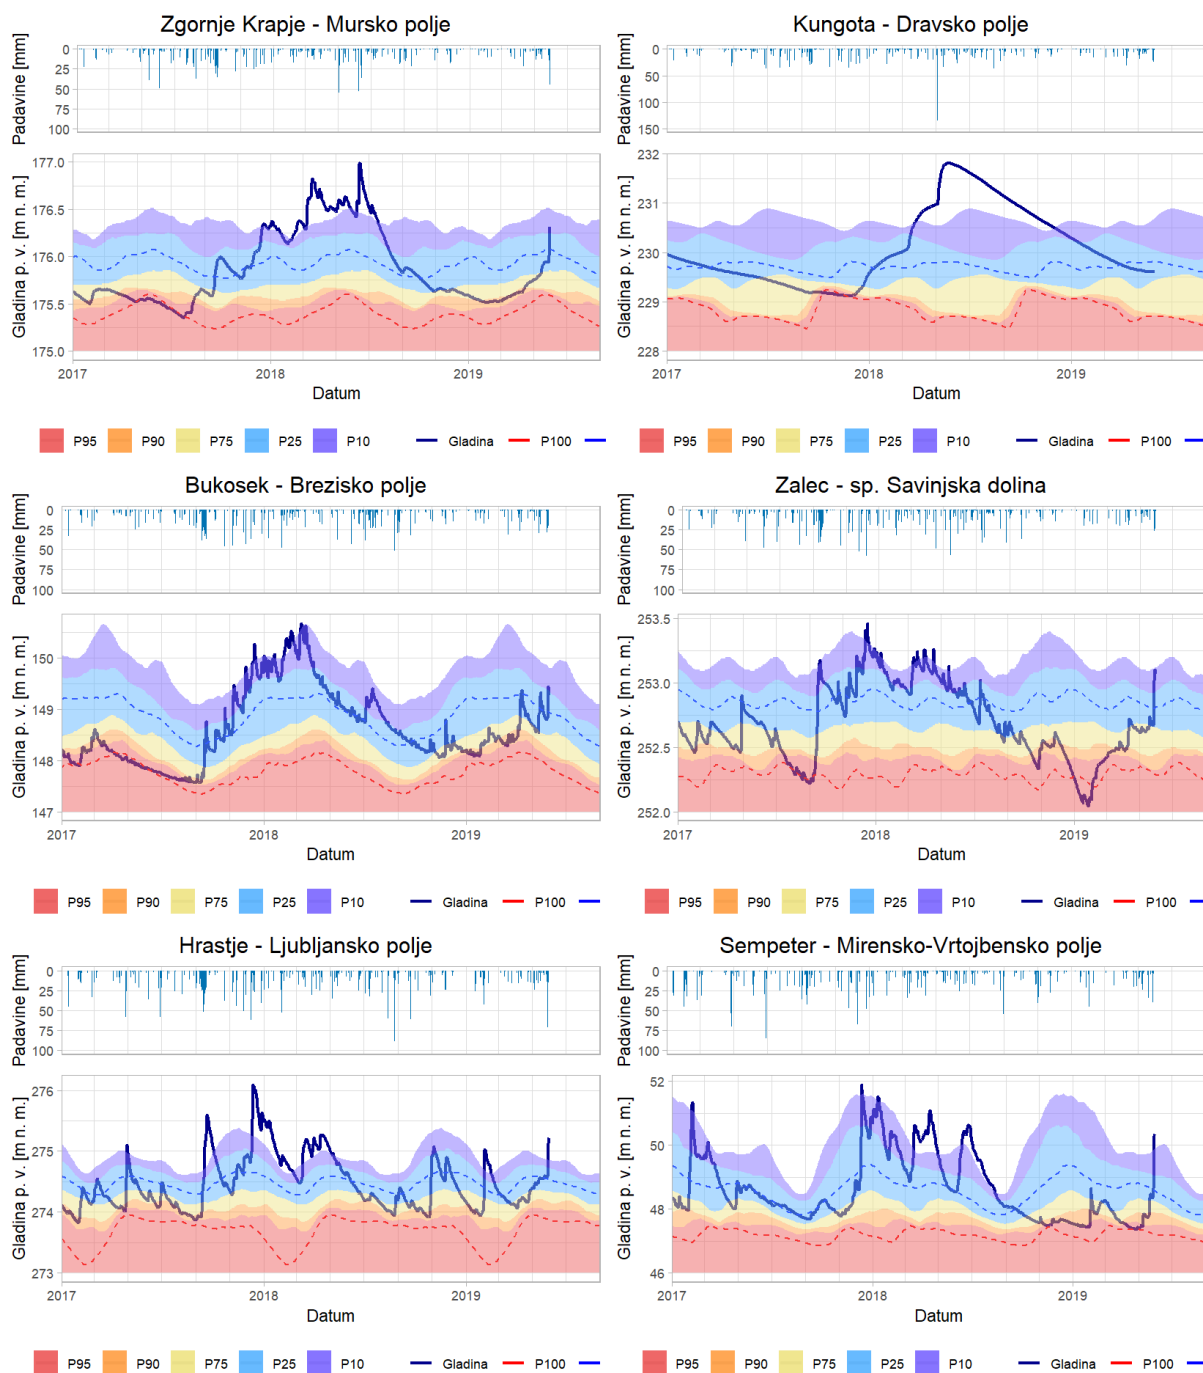 Zgornje Krapje - Mursko polje
Padavine [mm]
0
25
50
75
100
Gladina p. v. [m n. m.]
177.0
176.5
176.0
175.5
175.0
2017 2018 2019
Datum
P95 P90 P75 P25 P10 Gladina P100
Kungota - Dravsko polje
Padavine [mm]
0
50
100
150
Gladina p. v. [m n. m.]
232
231
230
229
228
2017 2018 2019
Datum
P95 P90 P75 P25 P10 Gladina P100
Bukosek - Brezisko polje
Padavine [mm]
0
25
50
75
100
Gladina p. v. [m n. m.]
150
149
148
147
2017 2018 2019
Datum
P95 P90 P75 P25 P10 Gladina P100
Zalec - sp. Savinjska dolina
Padavine [mm]
0
25
50
75
100
Gladina p. v. [m n. m.]
253.5
253.0
252.5
252.0
2017 2018 2019
Datum
P95 P90 P75 P25 P10 Gladina P100
Hrastje - Ljubljansko polje
Padavine [mm]
0
25
50
75
100
Gladina p. v. [m n. m.]
276
275
274
273
2017 2018 2019
Datum
P95 P90 P75 P25 P10 Gladina P100
Sempeter - Mirensko-Vrtojbensko polje
Padavine [mm]
0
25
50
75
100
Gladina p. v. [m n. m.]
52
50
48
46
2017 2018 2019
Datum
P95 P90 P75 P25 P10 Gladina P100